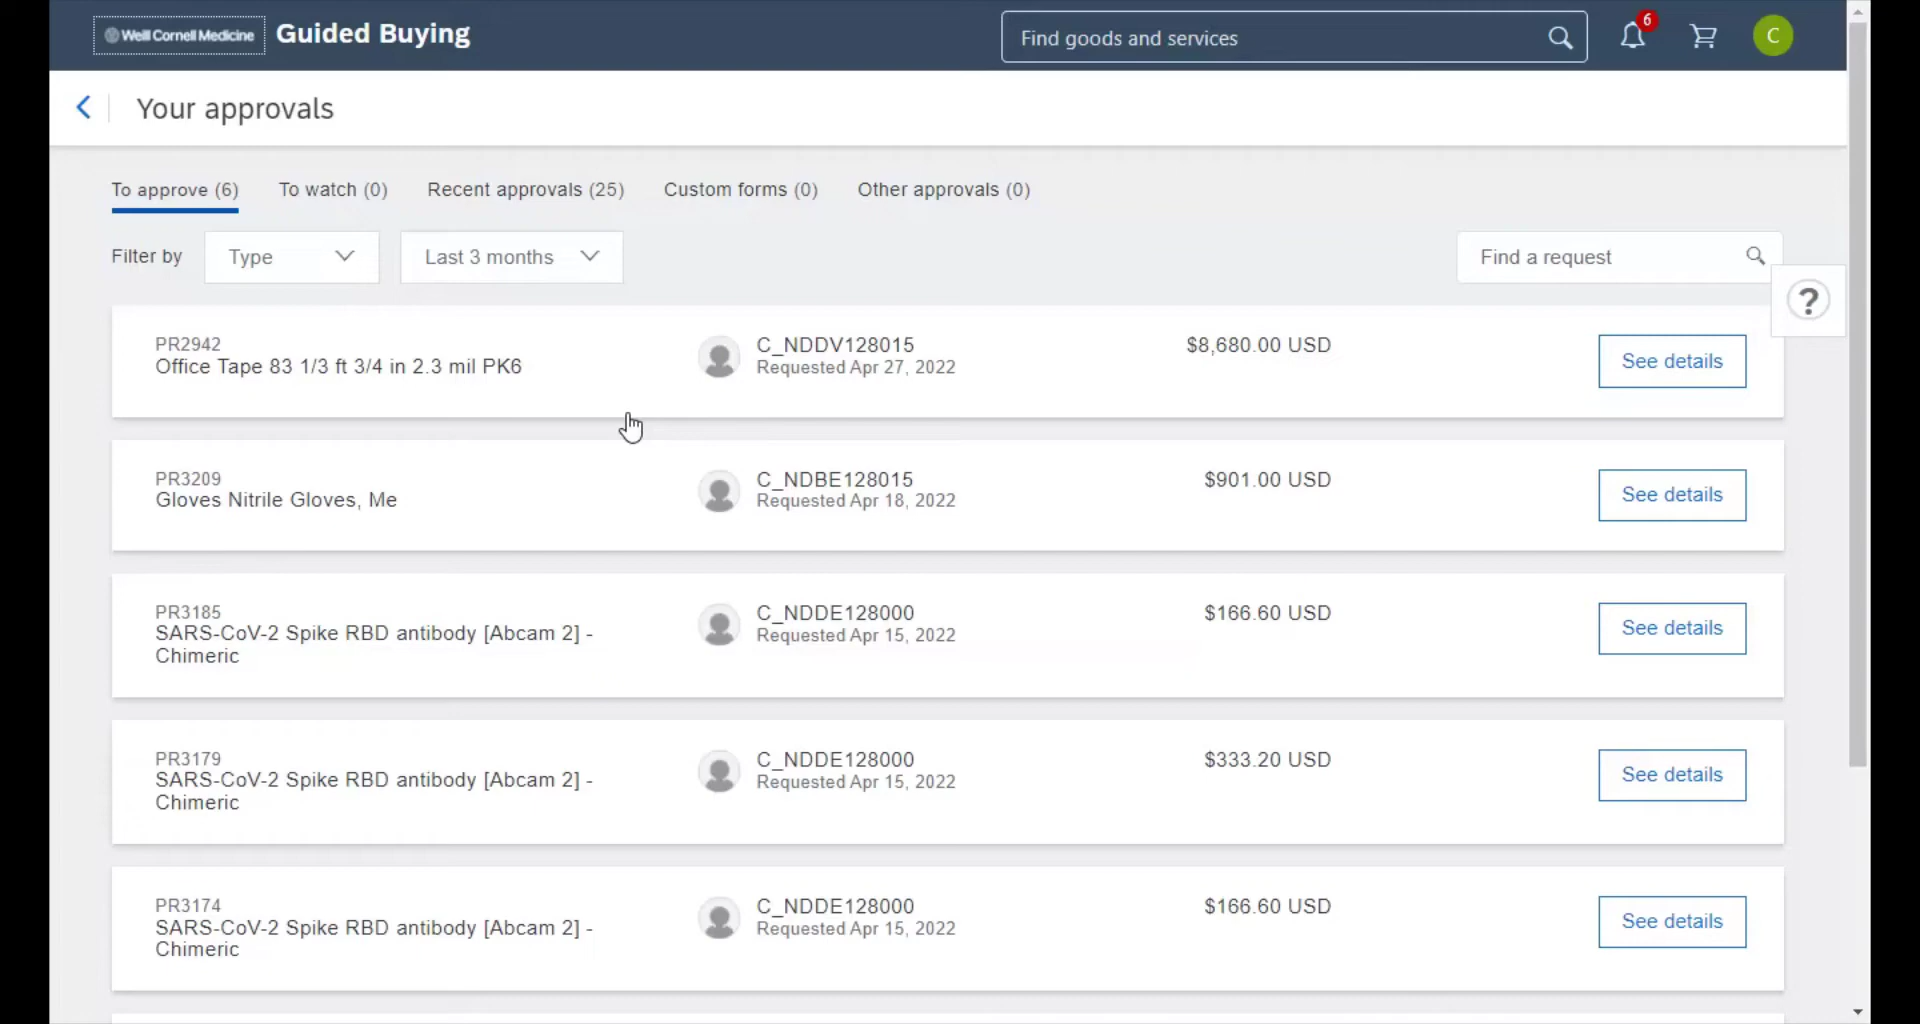 Weill Cornell Medicine Guided Buying
Find goods and services
6
C
Your approvals
To approve (6) To watch (0) Recent approvals (25) Custom forms (0) Other approvals (0)
Filter by Type Last 3 months Find a request
?
PR2942 C_NDDV128015 $8,680.00 USD See details
Office Tape 83 1/3 ft 3/4 in 2.3 mil PK6 Requested Apr 27, 2022
PR3209 C_NDBE128015 $901.00 USD See details
Gloves Nitrile Gloves, Me Requested Apr 18, 2022
PR3185 C_NDDE128000 $166.60 USD See details
SARS-CoV-2 Spike RBD antibody [Abcam 2] - Requested Apr 15, 2022
Chimeric
PR3179 C_NDDE128000 $333.20 USD See details
SARS-CoV-2 Spike RBD antibody [Abcam 2] - Requested Apr 15, 2022
Chimeric
PR3174 C_NDDE128000 $166.60 USD See details
SARS-CoV-2 Spike RBD antibody [Abcam 2] - Requested Apr 15, 2022
Chimeric